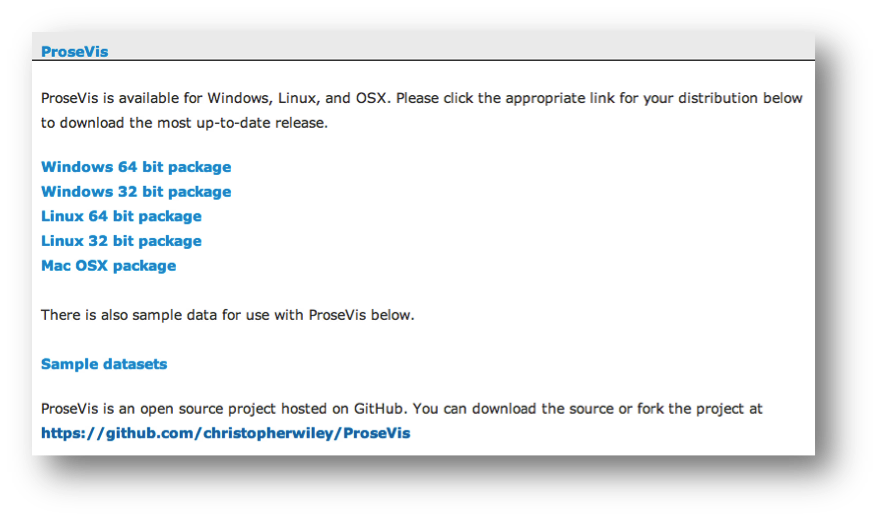 ProseVis
ProseVis is available for Windows, Linux, and OSX. Please click the appropriate link for your distribution below
to download the most up-to-date release.
Windows 64 bit package
Windows 32 bit package
Linux 64 bit package
Linux 32 bit package
Mac OSX package
There is also sample data for use with ProseVis below.
Sample datasets
ProseVis is an open source project hosted on GitHub. You can download the source or fork the project at
https://github.com/christopherwiley/ProseVis